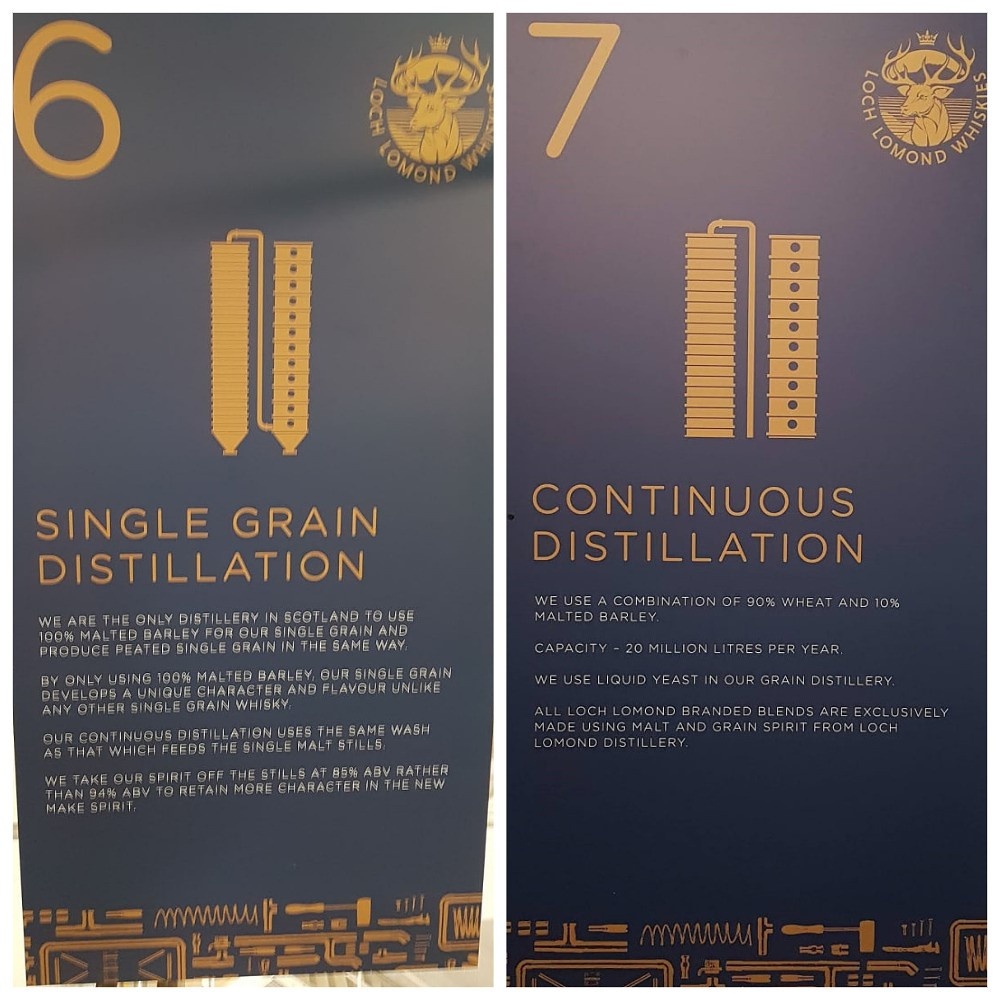 6
LOCH LOMOND WHISKIES
SINGLE GRAIN
DISTILLATION
WE ARE THE ONLY DISTILLERY IN SCOTLAND TO USE
100% MALTED BARLEY FOR OUR SINGLE GRAIN AND
PRODUCE PEATED SINGLE GRAIN IN THE SAME WAY.
BY ONLY USING 100% MALTED BARLEY, OUR SINGLE GRAIN
DEVELOPS A UNIQUE CHARACTER AND FLAVOUR UNLIKE
ANY OTHER SINGLE GRAIN WHISKY.
OUR CONTINUOUS DISTILLATION USES THE SAME WASH
AS THAT WHICH FEEDS THE SINGLE MALT STILLS.
WE TAKE OUR SPIRIT OFF THE STILLS AT 85% ABV RATHER
THAN 94% ABV TO RETAIN MORE CHARACTER IN THE NEW
MAKE SPIRIT.
7
LOCH LOMOND WHISKIES
CONTINUOUS
DISTILLATION
WE USE A COMBINATION OF 90% WHEAT AND 10%
MALTED BARLEY.
CAPACITY - 20 MILLION LITRES PER YEAR.
WE USE LIQUID YEAST IN OUR GRAIN DISTILLERY.
ALL LOCH LOMOND BRANDED BLENDS ARE EXCLUSIVELY
MADE USING MALT AND GRAIN SPIRIT FROM LOCH
LOMOND DISTILLERY.